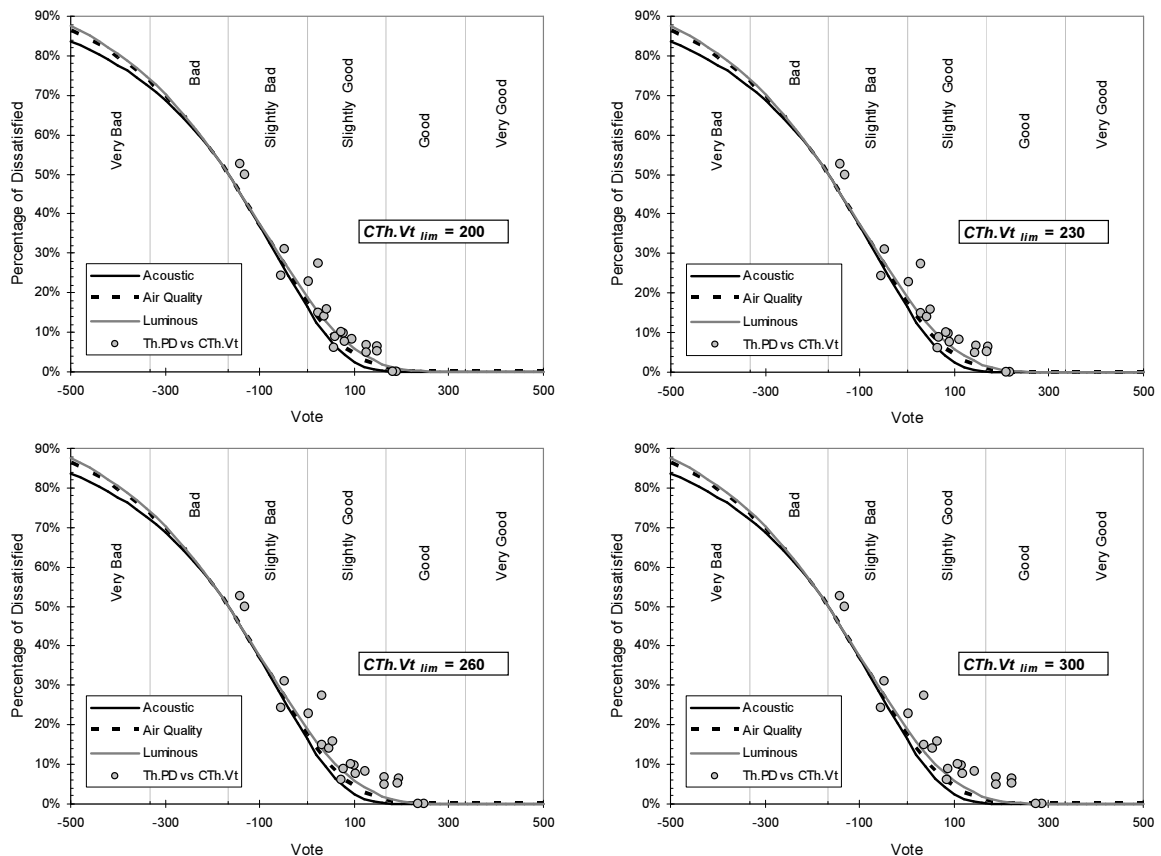 90%
80%
70%
60%
50%
40%
30%
20%
10%
0%
Percentage of Dissatisfied
Very Bad
Bad
Slightly Bad
Slightly Good
Good
Very Good
CTh.Vt lim = 200
Acoustic
Air Quality
Luminous
Th.PD vs CTh.Vt
-500 -300 -100 100 300 500
Vote
90%
80%
70%
60%
50%
40%
30%
20%
10%
0%
Percentage of Dissatisfied
Very Bad
Bad
Slightly Bad
Slightly Good
Good
Very Good
CTh.Vt lim = 230
Acoustic
Air Quality
Luminous
Th.PD vs CTh.Vt
-500 -300 -100 100 300 500
Vote
90%
80%
70%
60%
50%
40%
30%
20%
10%
0%
Percentage of Dissatisfied
Very Bad
Bad
Slightly Bad
Slightly Good
Good
Very Good
CTh.Vt lim = 260
Acoustic
Air Quality
Luminous
Th.PD vs CTh.Vt
-500 -300 -100 100 300 500
Vote
90%
80%
70%
60%
50%
40%
30%
20%
10%
0%
Percentage of Dissatisfied
Very Bad
Bad
Slightly Bad
Slightly Good
Good
Very Good
CTh.Vt lim = 300
Acoustic
Air Quality
Luminous
Th.PD vs CTh.Vt
-500 -300 -100 100 300 500
Vote